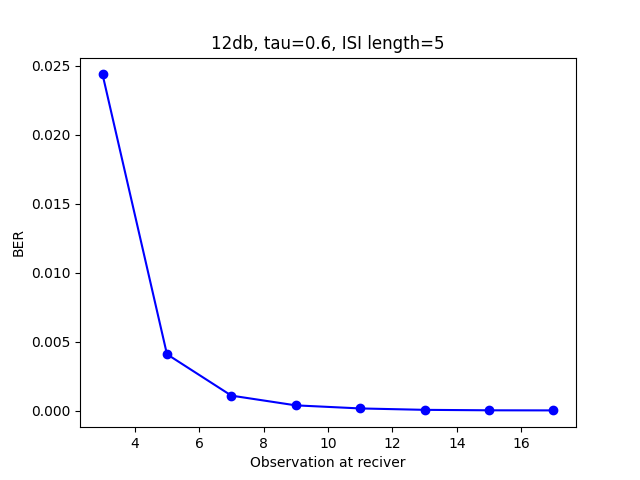 12db, tau=0.6, ISI length=5
0.025
0.020
0.015
0.010
0.005
0.000
BER
4 6 8 10 12 14 16
Observation at reciver